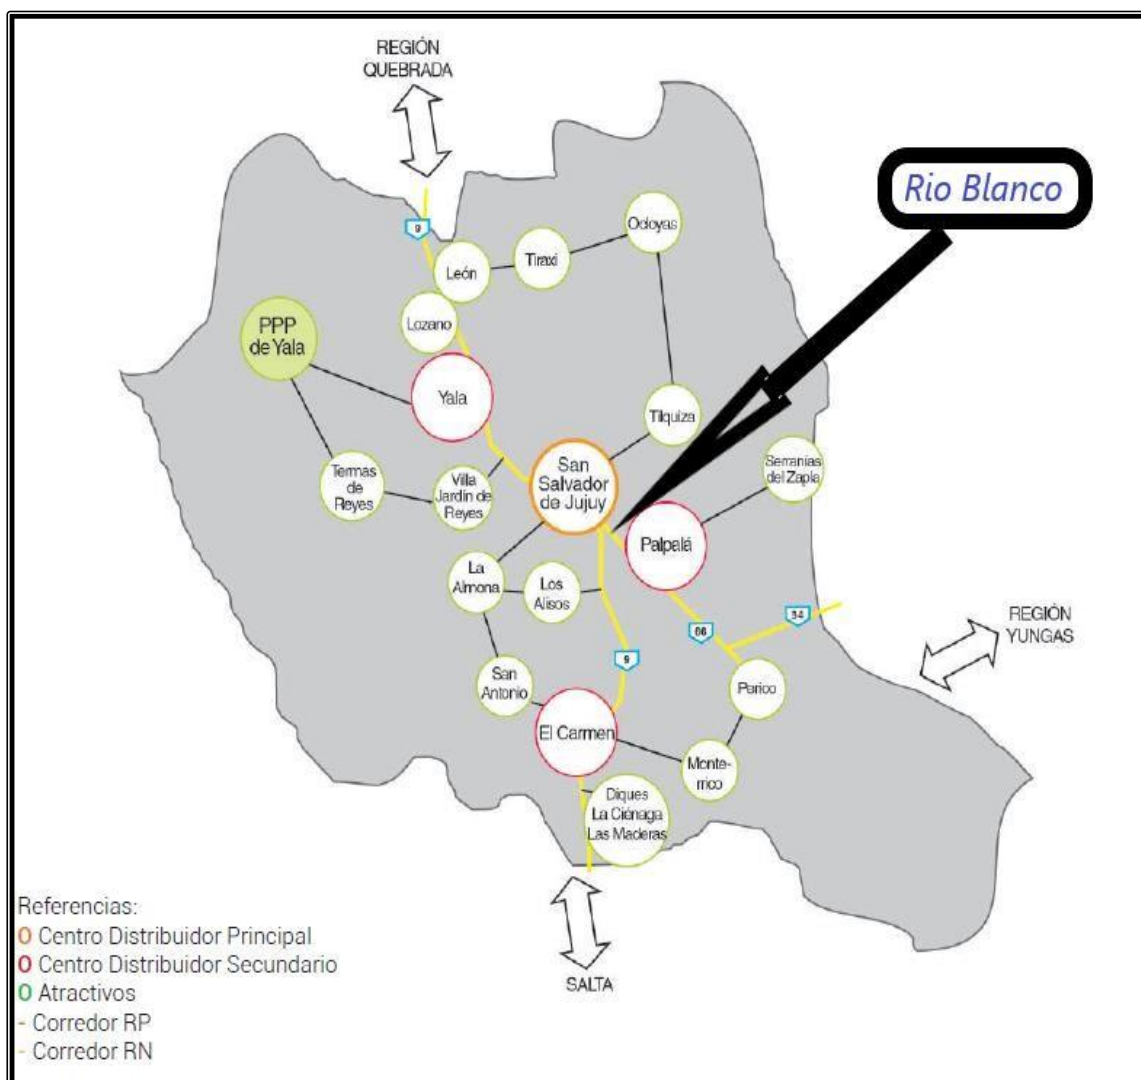 REGIÓN
QUEBRADA
Rio Blanco
9
Ocloyas
Tiraxi
León
PPP
de Yala
Lozano
Yala
Tilquiza
San
Salvador
de Jujuy
Serranías
del Zapla
Termas
de
Reyes
Villa
Jardín de
Reyes
Palpalá
La
Almona
Los
Alisos
34
REGIÓN
YUNGAS
66
9
San
Antonio
Perico
El Carmen
Monte-
rrico
Diques
La Ciénaga
Las Maderas
Referencias:
O Centro Distribuidor Principal
O Centro Distribuidor Secundario
O Atractivos
- Corredor RP
- Corredor RN
SALTA